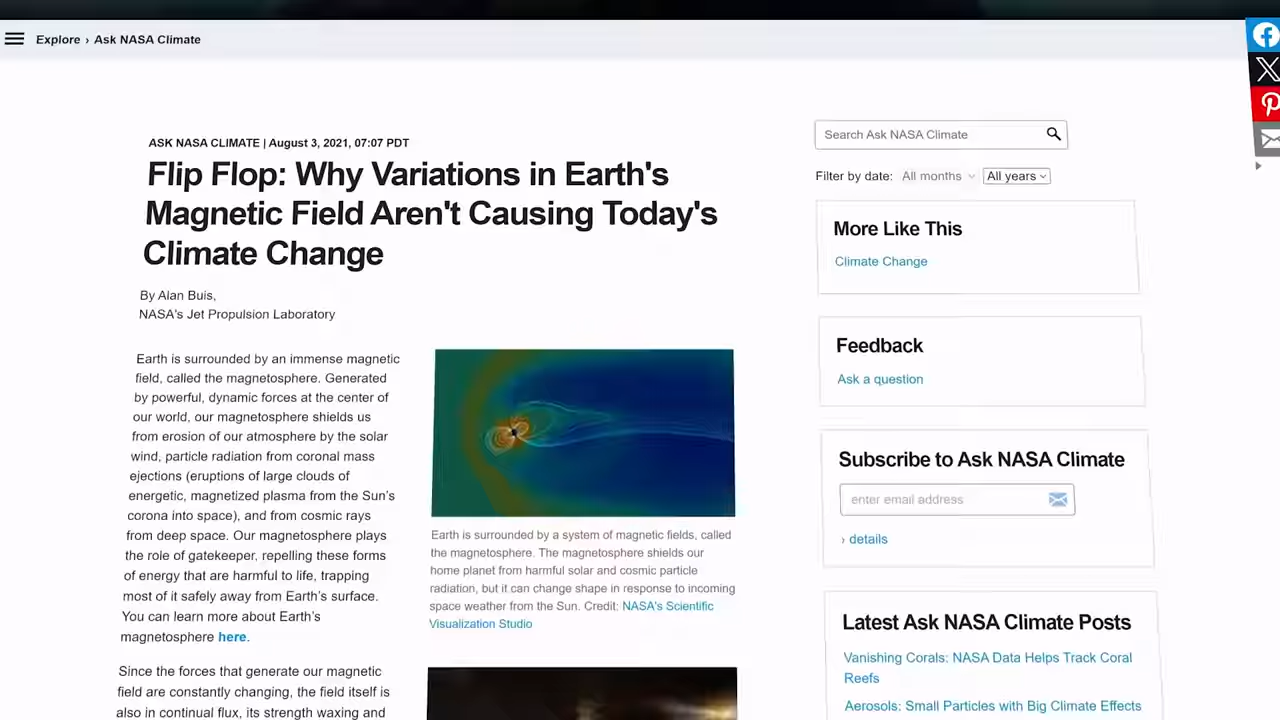 Explore › Ask NASA Climate
ASK NASA CLIMATE | August 3, 2021, 07:07 PDT
Flip Flop: Why Variations in Earth's
Magnetic Field Aren't Causing Today's
Climate Change
By Alan Buis,
NASA's Jet Propulsion Laboratory
Earth is surrounded by an immense magnetic
field, called the magnetosphere. Generated
by powerful, dynamic forces at the center of
our world, our magnetosphere shields us
from erosion of our atmosphere by the solar
wind, particle radiation from coronal mass
ejections (eruptions of large clouds of
energetic, magnetized plasma from the Sun's
corona into space), and from cosmic rays
from deep space. Our magnetosphere plays
the role of gatekeeper, repelling these forms
of energy that are harmful to life, trapping
most of it safely away from Earth's surface.
You can learn more about Earth's
magnetosphere here.
Since the forces that generate our magnetic
field are constantly changing, the field itself is
also in continual flux, its strength waxing and
Earth is surrounded by a system of magnetic fields, called
the magnetosphere. The magnetosphere shields our
home planet from harmful solar and cosmic particle
radiation, but it can change shape in response to incoming
space weather from the Sun. Credit: NASA's Scientific
Visualization Studio
Search Ask NASA Climate
Filter by date: All months All years
More Like This
Climate Change
Feedback
Ask a question
Subscribe to Ask NASA Climate
enter email address
› details
Latest Ask NASA Climate Posts
Vanishing Corals: NASA Data Helps Track Coral
Reefs
Aerosols: Small Particles with Big Climate Effects